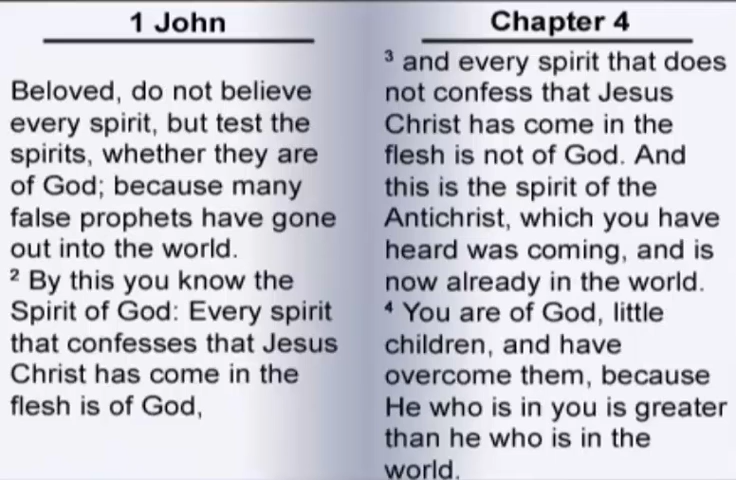 1 John
Beloved, do not believe
every spirit, but test the
spirits, whether they are
of God; because many
false prophets have gone
out into the world.
² By this you know the
Spirit of God: Every spirit
that confesses that Jesus
Christ has come in the
flesh is of God,
Chapter 4
³ and every spirit that does
not confess that Jesus
Christ has come in the
flesh is not of God. And
this is the spirit of the
Antichrist, which you have
heard was coming, and is
now already in the world.
⁴ You are of God, little
children, and have
overcome them, because
He who is in you is greater
than he who is in the
world.